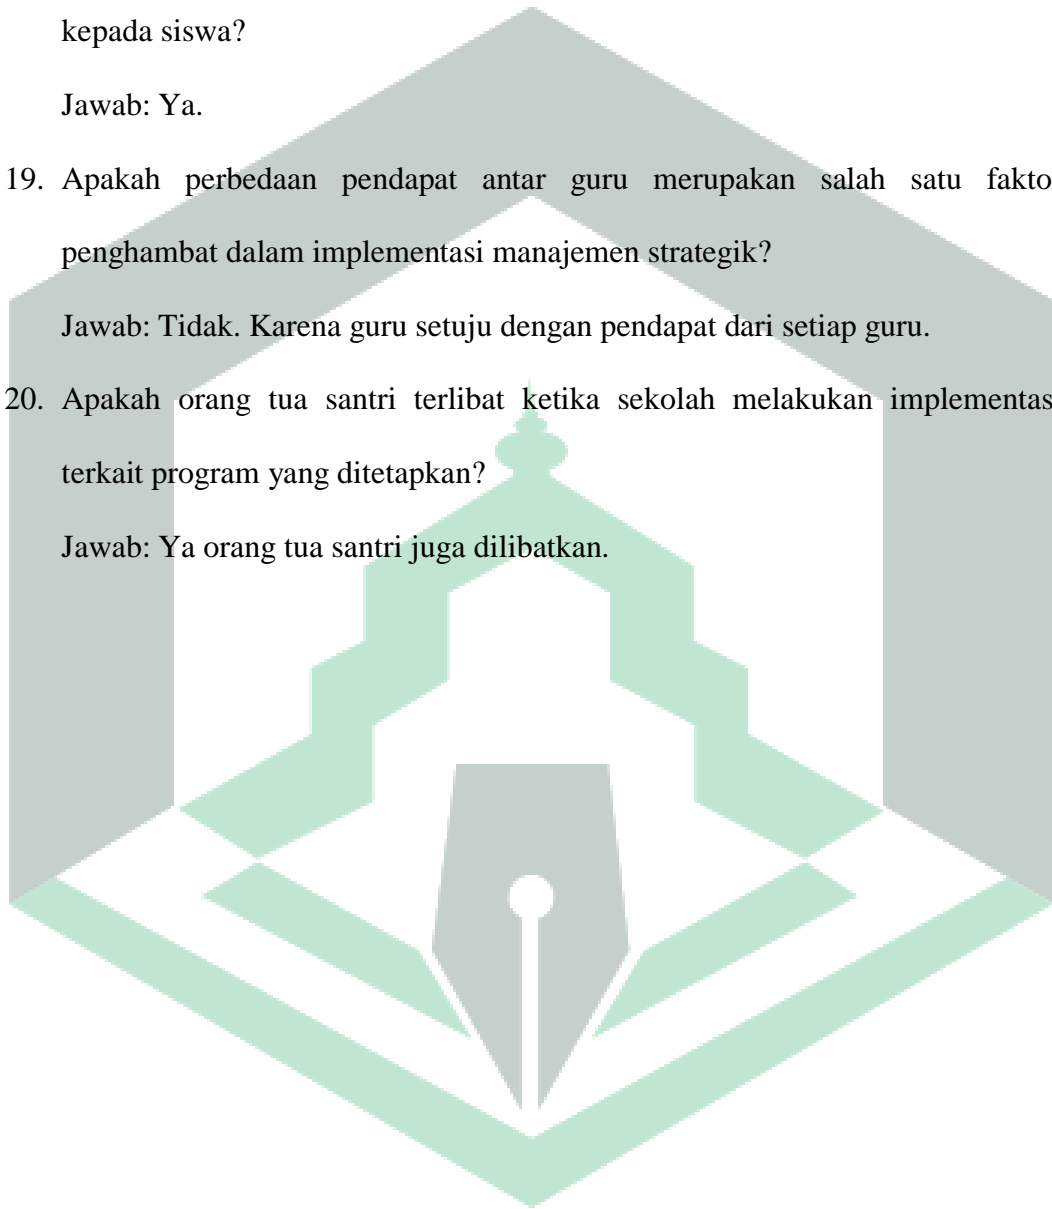 kepada siswa?
Jawab: Ya.
19. Apakah perbedaan pendapat antar guru merupakan salah satu fakto
penghambat dalam implementasi manajemen strategik?
Jawab: Tidak. Karena guru setuju dengan pendapat dari setiap guru.
20. Apakah orang tua santri terlibat ketika sekolah melakukan implementas
terkait program yang ditetapkan?
Jawab: Ya orang tua santri juga dilibatkan.